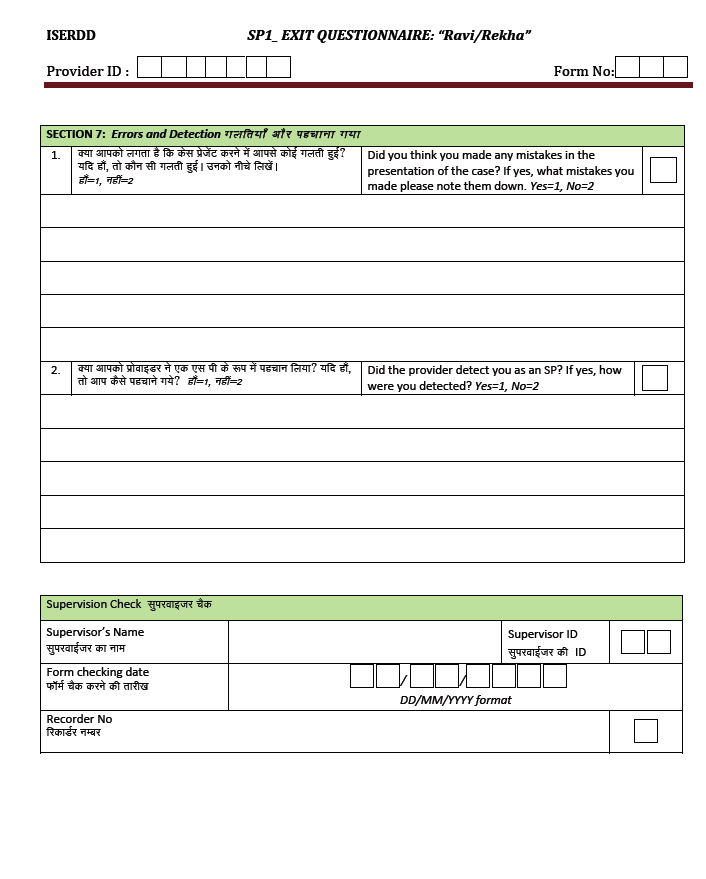 ISERDD SP1_ EXIT QUESTIONNAIRE: “Ravi/Rekha”
Provider ID : Form No:
SECTION 7: Errors and Detection गलतियाँ और पहचाना गया
1.
क्या आपको लगता है कि केस प्रेजेंट करने में आपसे कोई गलती हुई?
यदि हाँ, तो कौन सी गलती हुई। उनको नीचे लिखें।
हाँ=1, नहीं=2
Did you think you made any mistakes in the
presentation of the case? If yes, what mistakes you
made please note them down. Yes=1, No=2
2.
क्या आपको प्रोवाइडर ने एक एस पी के रूप में पहचान लिया? यदि हाँ,
तो आप कैसे पहचाने गये? हाँ=1, नहीं=2
Did the provider detect you as an SP? If yes, how
were you detected? Yes=1, No=2
Supervision Check सुपरवाइजर चैक
Supervisor’s Name
सुपरवाईजर का नाम
Supervisor ID
सुपरवाईजर की ID
Form checking date
फॉर्म चैक करने की तारीख
/ /
DD/MM/YYYY format
Recorder No
रिकार्डर नम्बर